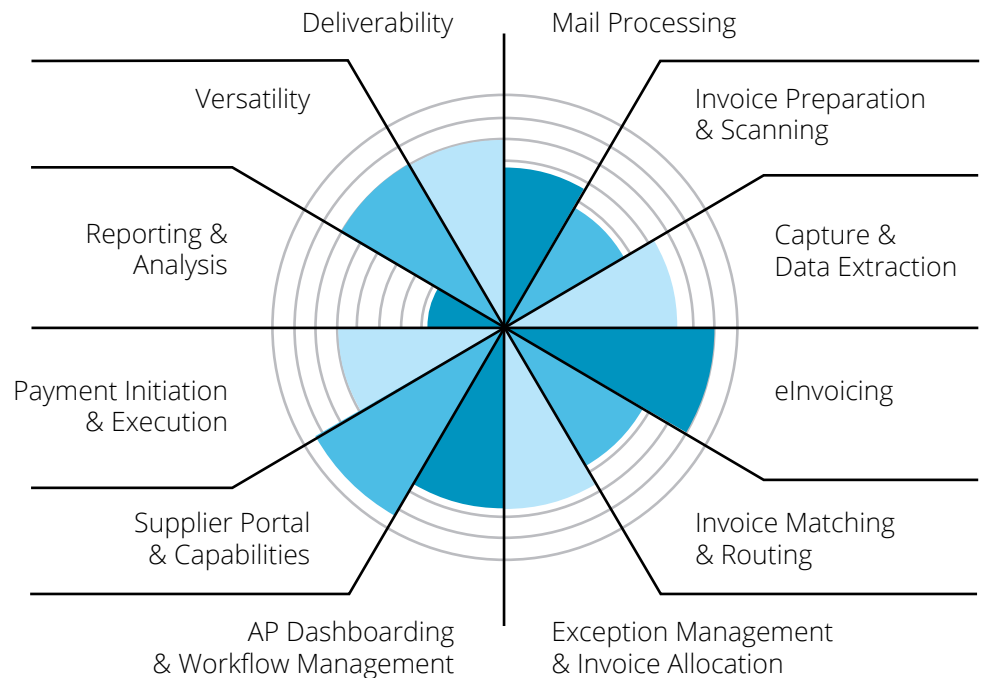 Deliverability
Mail Processing
Versatility
Invoice Preparation
& Scanning
Reporting &
Analysis
Capture &
Data Extraction
Payment Initiation
& Execution
eInvoicing
Supplier Portal
& Capabilities
Invoice Matching
& Routing
AP Dashboarding
& Workflow Management
Exception Management
& Invoice Allocation